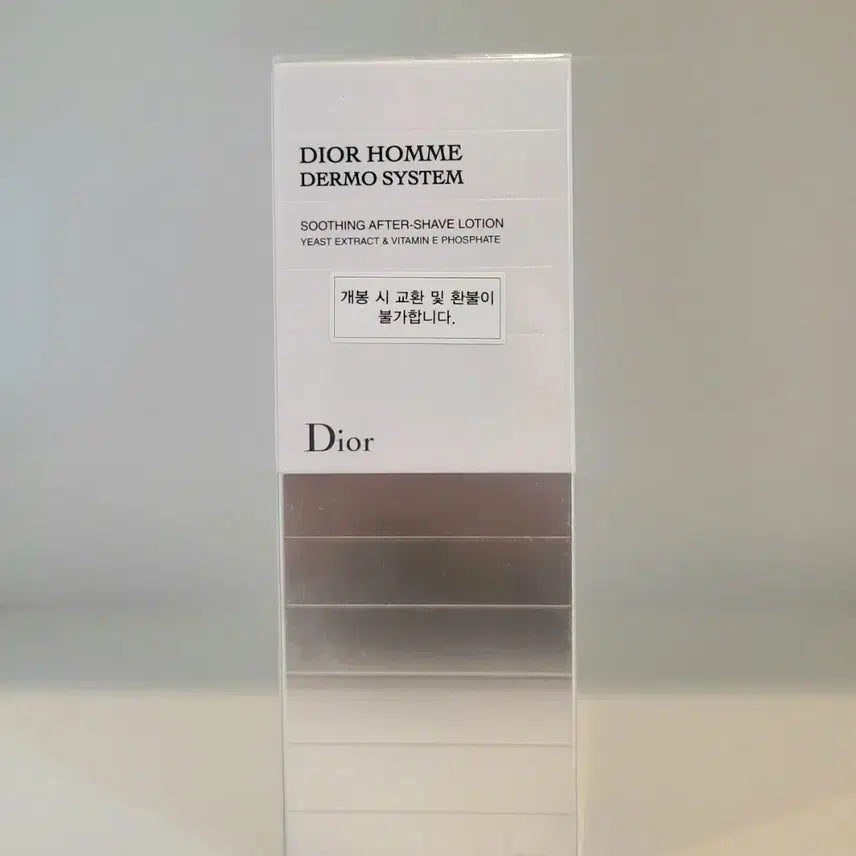 DIOR HOMME
DERMO SYSTEM
SOOTHING AFTER-SHAVE LOTION
YEAST EXTRACT & VITAMIN E PHOSPHATE
개봉 시 교환 및 환불이
불가합니다.
Dior